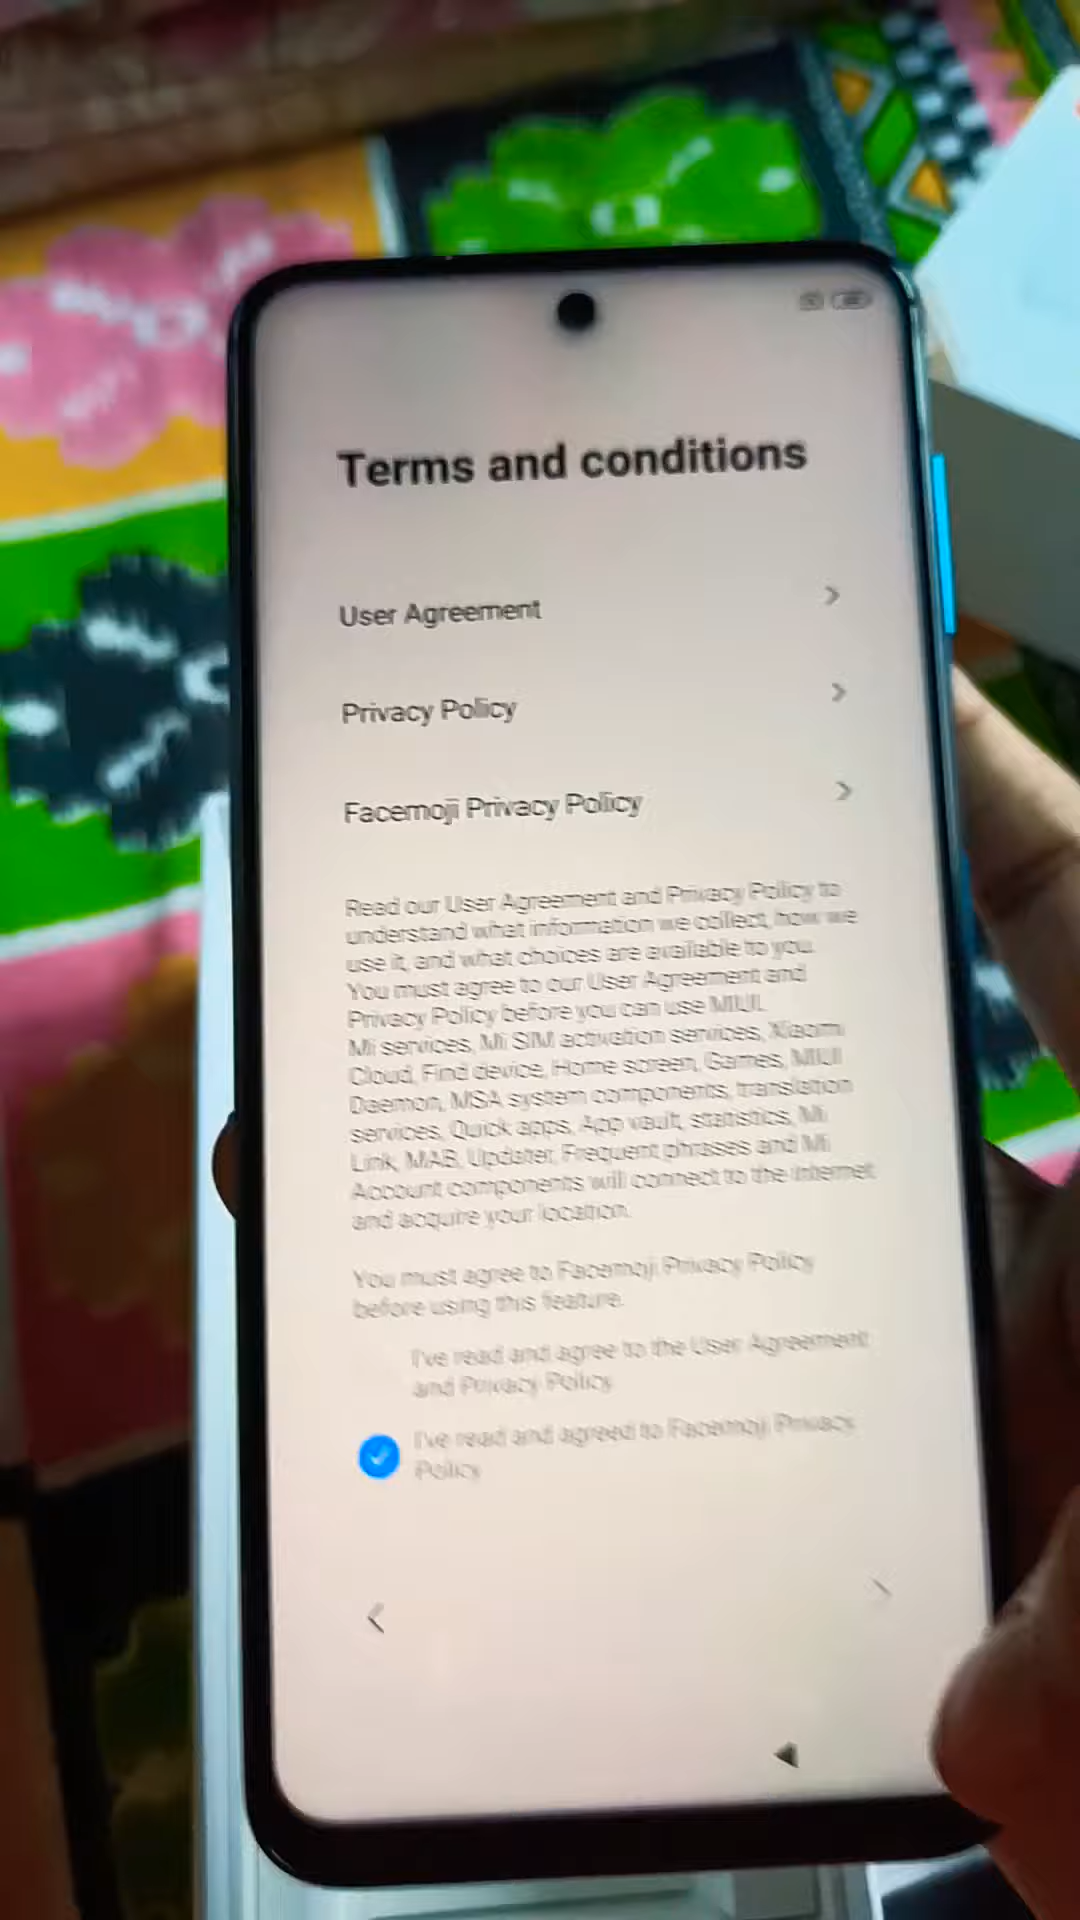 Terms and conditions
User Agreement
Privacy Policy
Facemoji Privacy Policy
Read our User Agreement and Privacy Policy to
understand what information we collect, how we
use it, and what choices are available to you.
You must agree to our User Agreement and
Privacy Policy before you can use MIUI.
Mi services, Mi SIM activation services, Xiaomi
Cloud, Find device, Home screen, Games, MIUI
Daemon, MSA system components, translation
services, Quick apps, App vault, statistics, Mi
Link, MAB, Updater, Frequent phrases and Mi
Account components will connect to the internet
and acquire your location.
You must agree to Facemoji Privacy Policy
before using this feature.
I've read and agree to the User Agreement
and Privacy Policy
I've read and agreed to Facemoji Privacy
Policy